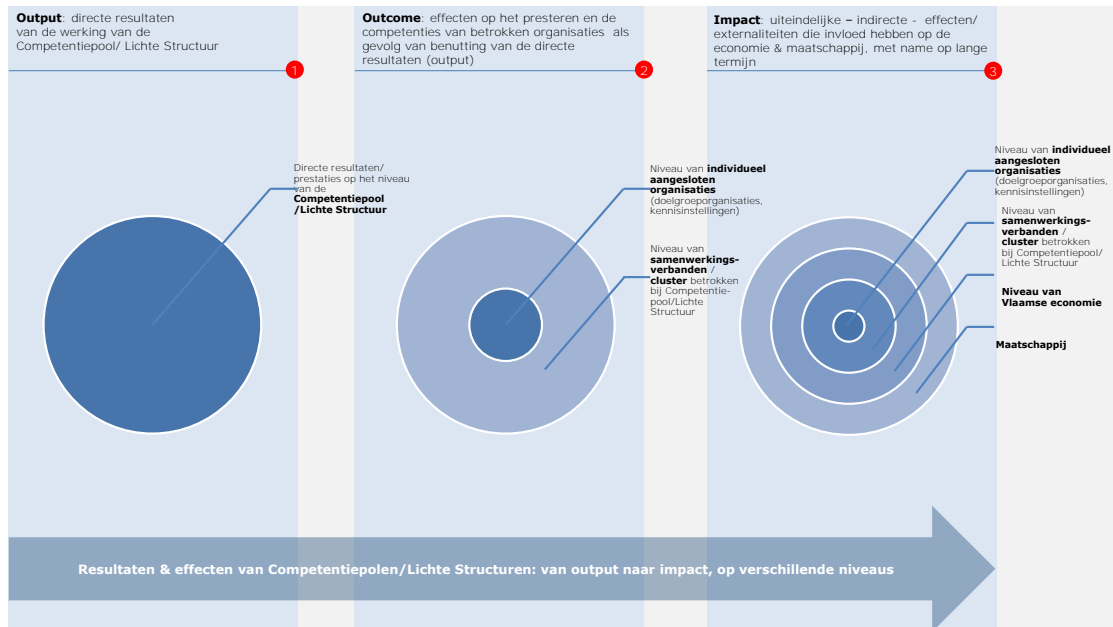 Output: directe resultaten
van de werking van de
Competentiepool/ Lichte Structuur
1
Directe resultaten/
prestaties op het niveau
van de
Competentiepool
/Lichte Structuur
Outcome: effecten op het presteren en de
competenties van betrokken organisaties als
gevolg van benutting van de directe
resultaten (output)
2
Niveau van individueel
aangesloten
organisaties
(doelgroeporganisaties,
kennisinstellingen)
Niveau van
samenwerkings-
verbanden /
cluster betrokken
bij Competentie-
pool/Lichte
Structuur
Impact: uiteindelijke – indirecte - effecten/
externaliteiten die invloed hebben op de
economie & maatschappij, met name op lange
termijn
3
Niveau van individueel
aangesloten
organisaties
(doelgroeporganisaties,
kennisinstellingen)
Niveau van
samenwerkings-
verbanden /
cluster betrokken
bij Competentiepool/
Lichte Structuur
Niveau van
Vlaamse economie
Maatschappij
Resultaten & effecten van Competentiepolen/Lichte Structuren: van output naar impact, op verschillende niveaus